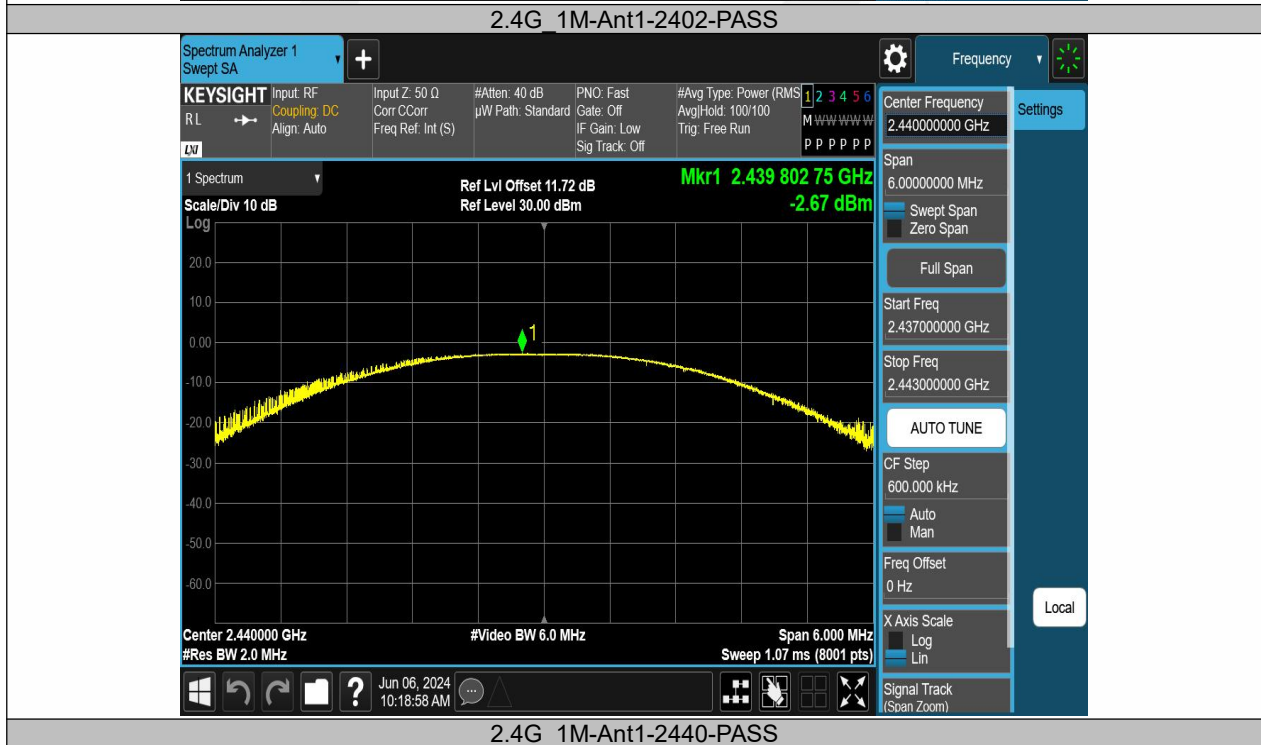 2.4G_1M-Ant1-2402-PASS
Spectrum Analyzer 1
Swept SA
+
Frequency
KEYSIGHT
RL
LXI
Input: RF
Coupling: DC
Align: Auto
Input Z: 50 Ω
Corr CCorr
Freq Ref: Int (S)
#Atten: 40 dB
µW Path: Standard
PNO: Fast
Gate: Off
IF Gain: Low
Sig Track: Off
#Avg Type: Power (RMS
Avg|Hold: 100/100
Trig: Free Run
1 2 3 4 5 6
M W W W W W
P P P P P P
1 Spectrum
Scale/Div 10 dB
Log
Ref Lvl Offset 11.72 dB
Ref Level 30.00 dBm
Mkr1 2.439 802 75 GHz
-2.67 dBm
20.0
10.0
0.00
-10.0
-20.0
-30.0
-40.0
-50.0
-60.0
1
Center 2.440000 GHz
#Res BW 2.0 MHz
#Video BW 6.0 MHz
Span 6.000 MHz
Sweep 1.07 ms (8001 pts)
Center Frequency
2.440000000 GHz
Settings
Span
6.00000000 MHz
Swept Span
Zero Span
Full Span
Start Freq
2.437000000 GHz
Stop Freq
2.443000000 GHz
AUTO TUNE
CF Step
600.000 kHz
Auto
Man
Freq Offset
0 Hz
X Axis Scale
Log
Lin
Local
Signal Track
(Span Zoom)
?
Jun 06, 2024
10:18:58 AM
2.4G_1M-Ant1-2440-PASS